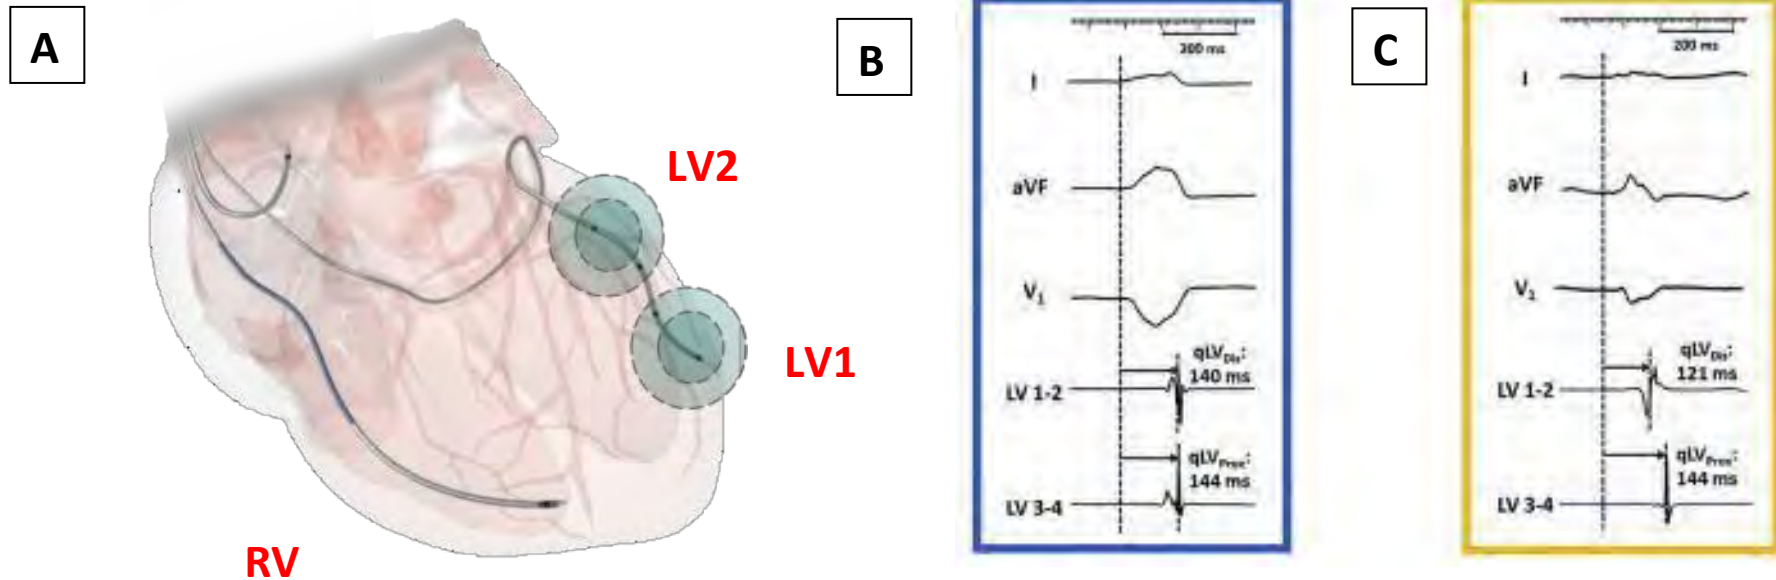 A
LV2
LV1
RV
B
200 ms
I
aVF
V1
qLVDis:
140 ms
LV 1-2
qLVProx:
144 ms
LV 3-4
C
200 ms
I
aVF
V1
qLVDis:
121 ms
LV 1-2
qLVProx:
144 ms
LV 3-4